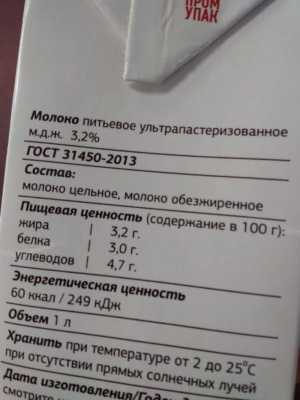 ПРОМ
УПАК
Молоко питьевое ультрапастеризованное
м.д.ж. 3,2%
ГОСТ 31450-2013
Состав:
молоко цельное, молоко обезжиренное
Пищевая ценность (содержание в 100 г):
жира | 3,2 г.
белка | 3,0 г.
углеводов | 4,7 г.
Энергетическая ценность
60 ккал / 249 кДж
Объем 1 л
Хранить при температуре от 2 до 25°С
при отсутствии прямых солнечных лучей
Дата изготовления/Годен
смотрите